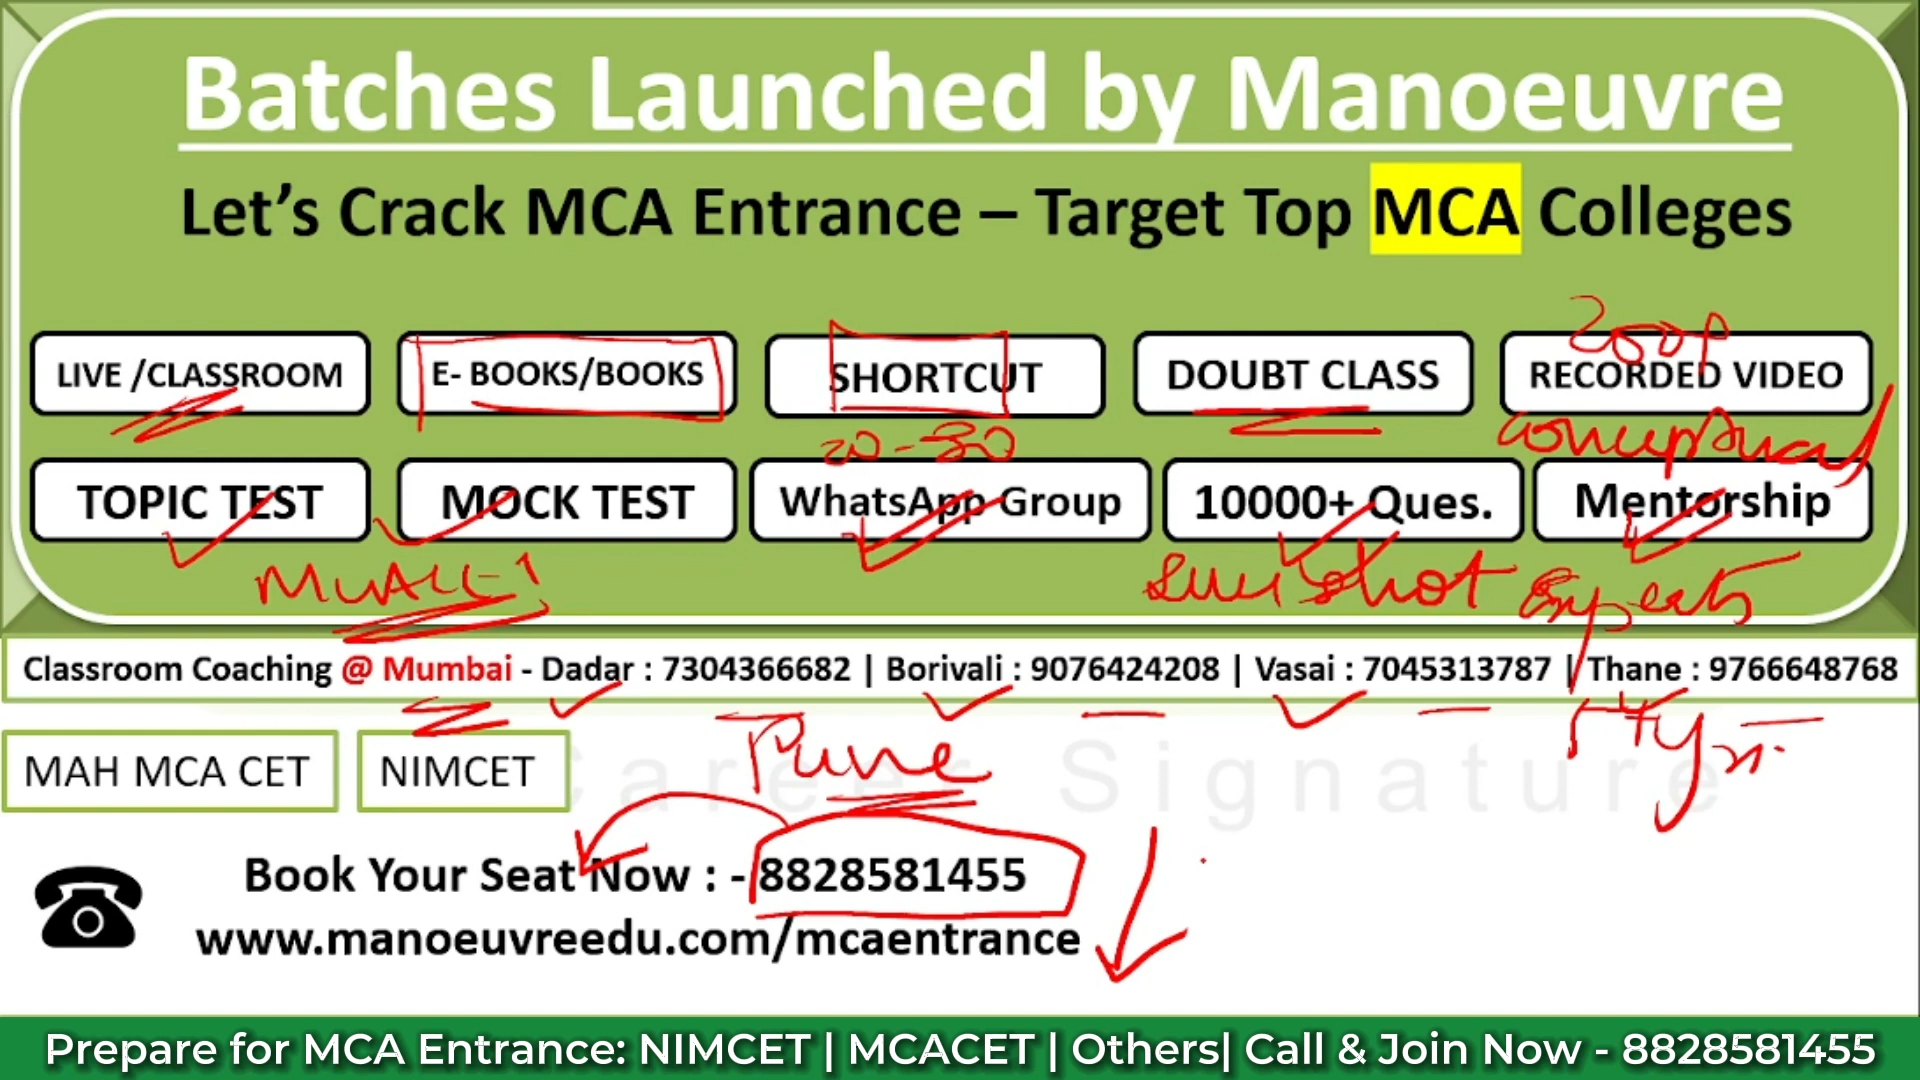 Batches Launched by Manoeuvre
Let's Crack MCA Entrance – Target Top MCA Colleges
2000+
LIVE /CLASSROOM E- BOOKS/BOOKS SHORTCUT DOUBT CLASS RECORDED VIDEO
20-30 conceptual
TOPIC TEST MOCK TEST WhatsApp Group 10000+ Ques. Mentorship
Experts
Classroom Coaching @ Mumbai - Dadar : 7304366682 | Borivali : 9076424208 | Vasai : 7045313787 | Thane : 9766648768
Pune
MAH MCA CET NIMCET Career Signature
Book Your Seat Now : - 8828581455
www.manoeuvreedu.com/mcaentrance
Prepare for MCA Entrance: NIMCET | MCACET | Others| Call & Join Now - 8828581455